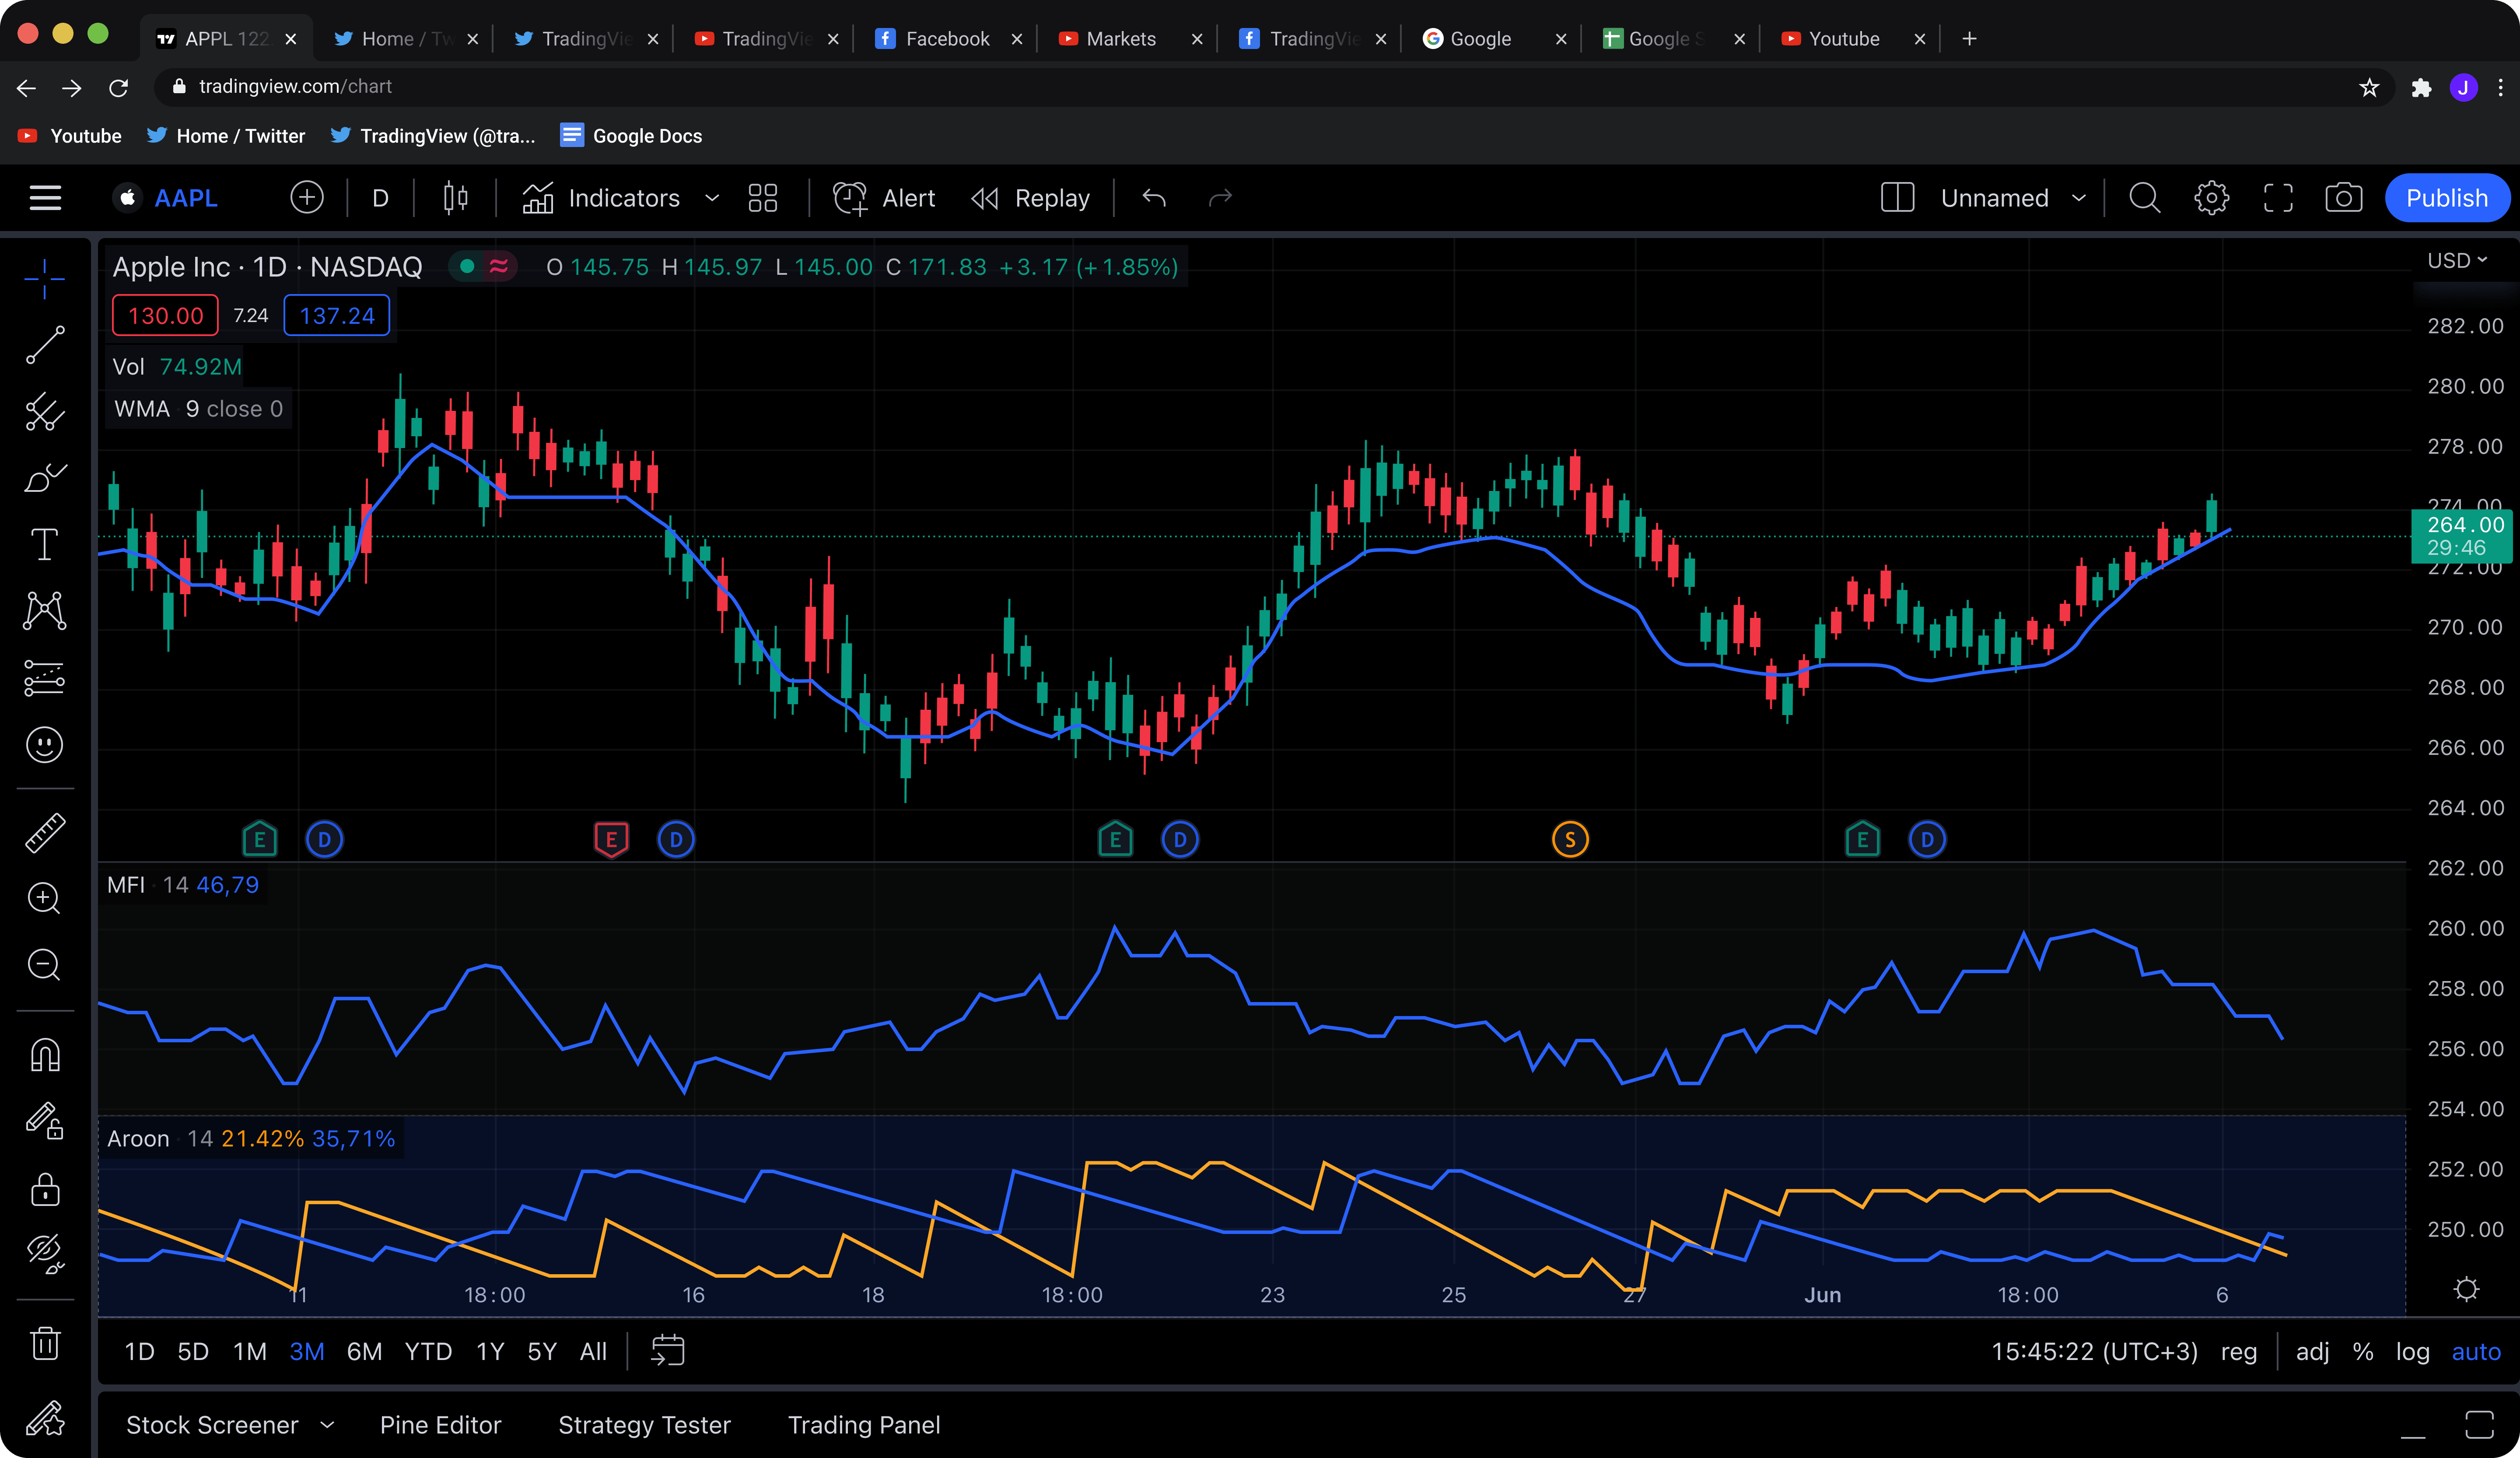 APPL 122 Home / Tw TradingVie TradingVie Facebook Markets TradingVie Google Google S Youtube
tradingview.com/chart
J
Youtube Home / Twitter TradingView (@tra... Google Docs
AAPL D Indicators Alert Replay Unnamed Publish
Apple Inc · 1D · NASDAQ O 145.75 H 145.97 L 145.00 C 171.83 +3.17 (+1.85%)
USD
130.00 7.24 137.24
Vol 74.92M
WMA 9 close 0
282.00
280.00
278.00
274.00
264.00
29:46
272.00
270.00
268.00
266.00
264.00
E D E D E D S E D
262.00
MFI 14 46,79
260.00
258.00
256.00
254.00
Aroon 14 21.42% 35,71%
252.00
250.00
11 18:00 16 18 18:00 23 25 27 Jun 18:00 6
1D 5D 1M 3M 6M YTD 1Y 5Y All 15:45:22 (UTC+3) reg adj % log auto
Stock Screener Pine Editor Strategy Tester Trading Panel